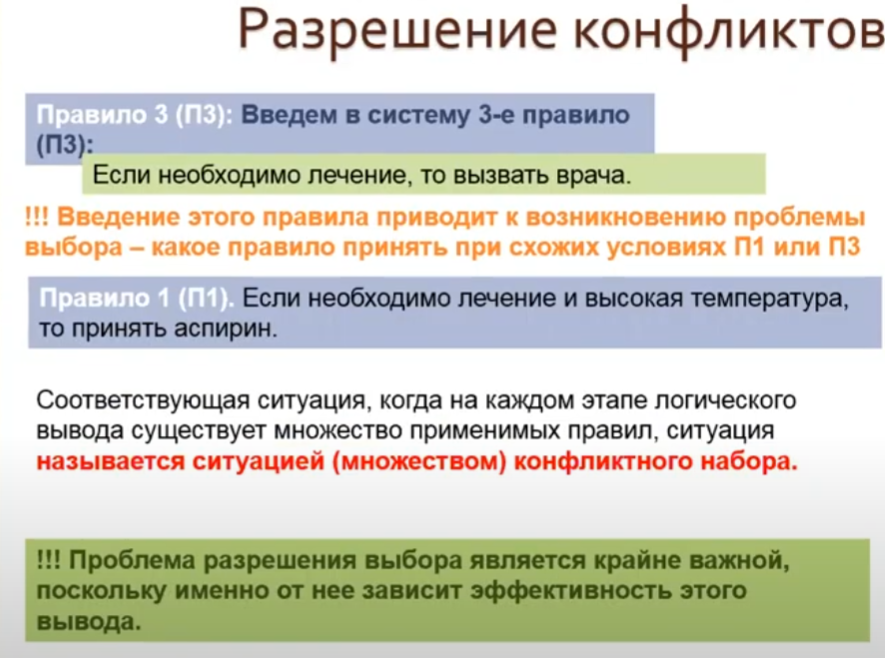 Разрешение конфликтов
Правило 3 (П3): Введем в систему 3-е правило
(П3):
Если необходимо лечение, то вызвать врача.
!!! Введение этого правила приводит к возникновению проблемы
выбора – какое правило принять при схожих условиях П1 или П3
Правило 1 (П1). Если необходимо лечение и высокая температура,
то принять аспирин.
Соответствующая ситуация, когда на каждом этапе логического
вывода существует множество применимых правил, ситуация
называется ситуацией (множеством) конфликтного набора.
!!! Проблема разрешения выбора является крайне важной,
поскольку именно от нее зависит эффективность этого
вывода.